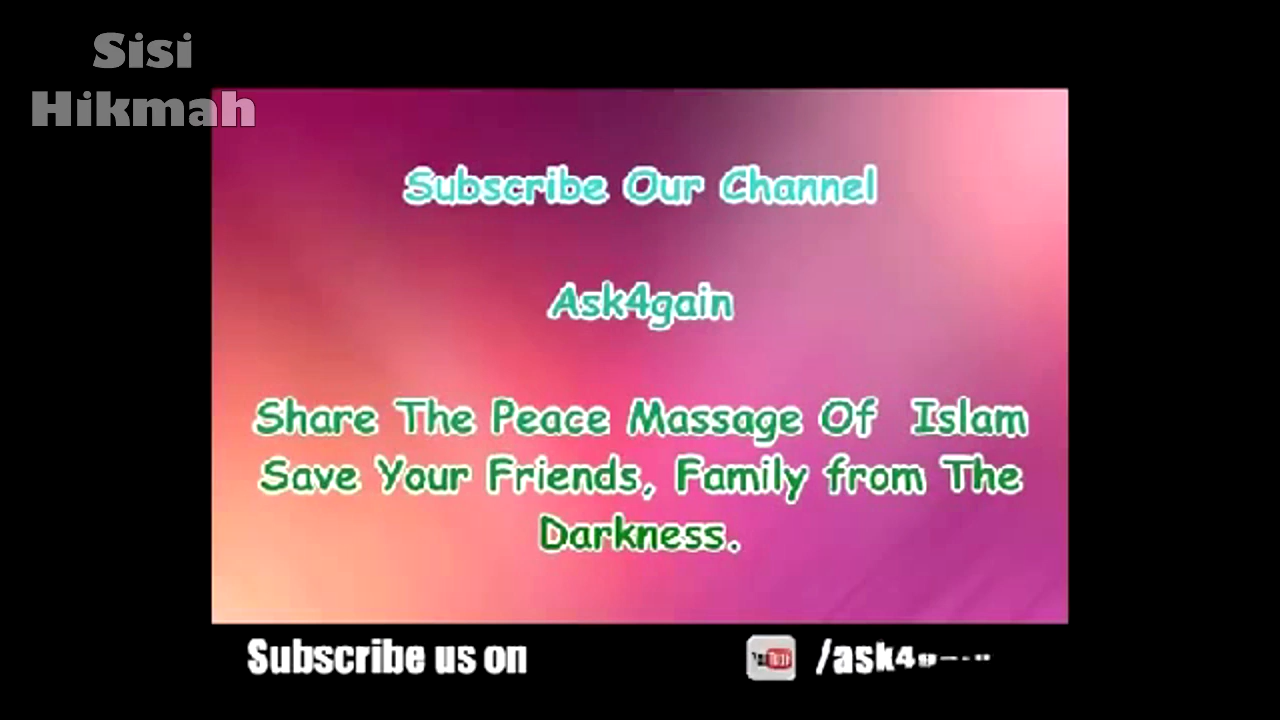 Sisi
Hikmah
Subscribe Our Channel
Ask4gain
Share The Peace Massage Of Islam
Save Your Friends, Family from The
Darkness.
Subscribe us on
YouTube